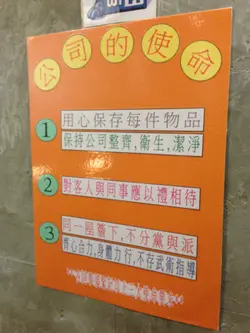 公司的使命
1 用心保存每件物品
保持公司整齊,衛生,潔淨
2 對客人與同事應以禮相待
3 同一屋簷下,不分黨與派
齊心合力,身體力行,不存武術指導